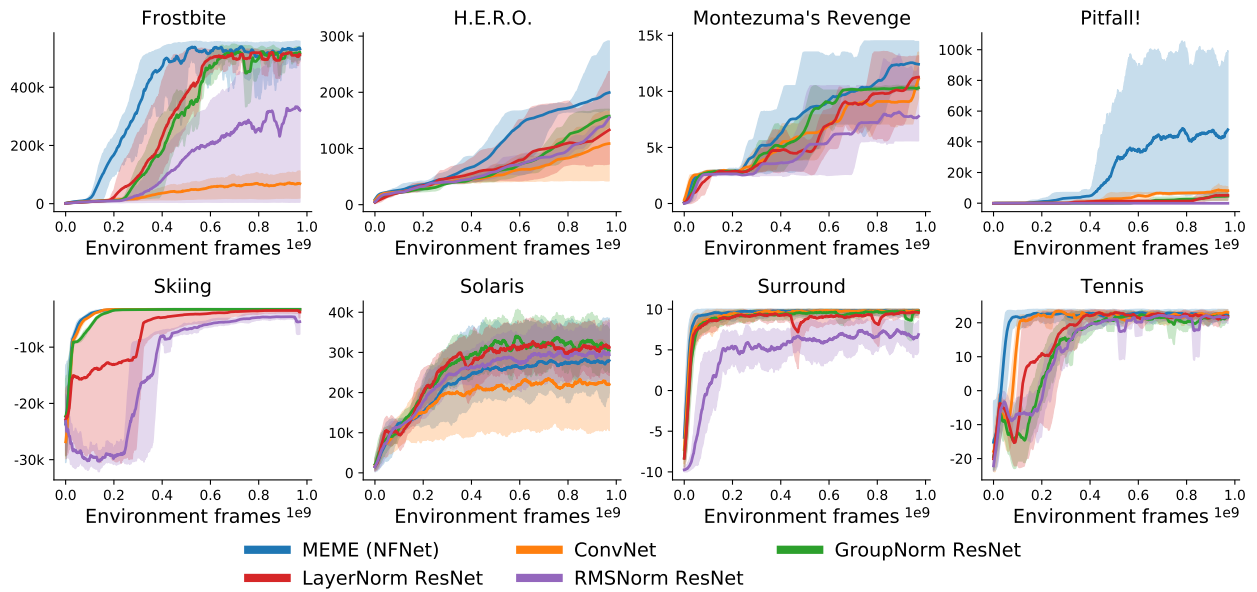 Frostbite
H.E.R.O.
Montezuma's Revenge
Pitfall!
400k
200k
0
0.0 0.2 0.4 0.6 0.8 1.0
Environment frames 1e9
300k
200k
100k
0
0.0 0.2 0.4 0.6 0.8 1.0
Environment frames 1e9
15k
10k
5k
0
0.0 0.2 0.4 0.6 0.8 1.0
Environment frames 1e9
100k
80k
60k
40k
20k
0
0.0 0.2 0.4 0.6 0.8 1.0
Environment frames 1e9
Skiing
Solaris
Surround
Tennis
-10k
-20k
-30k
0.0 0.2 0.4 0.6 0.8 1.0
Environment frames 1e9
40k
30k
20k
10k
0
0.0 0.2 0.4 0.6 0.8 1.0
Environment frames 1e9
10
5
0
-5
-10
0.0 0.2 0.4 0.6 0.8 1.0
Environment frames 1e9
20
10
0
-10
-20
0.0 0.2 0.4 0.6 0.8 1.0
Environment frames 1e9
MEME (NFNet)
ConvNet
GroupNorm ResNet
LayerNorm ResNet
RMSNorm ResNet